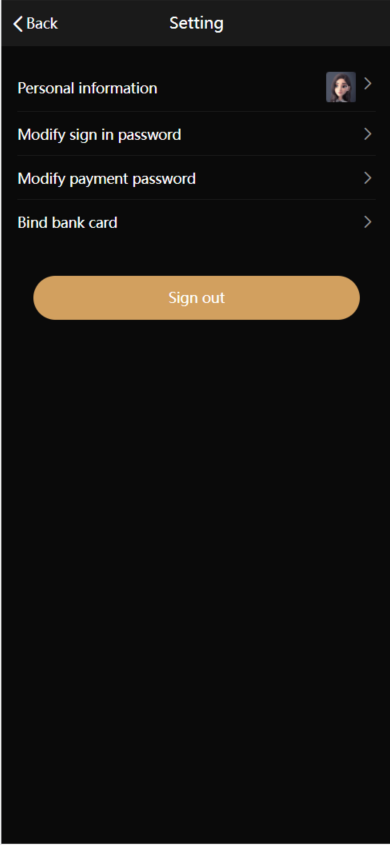 Back
Setting
Personal information
Modify sign in password
Modify payment password
Bind bank card
Sign out